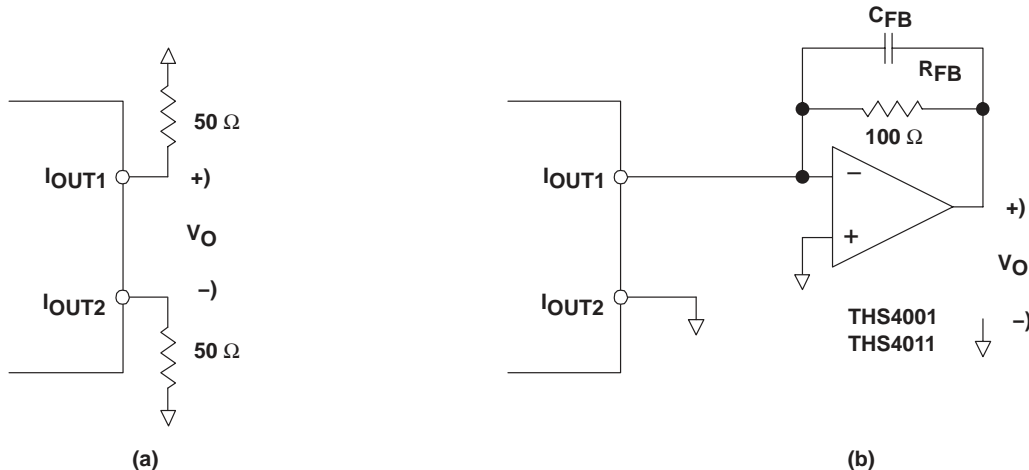 50 Ω
IOUT1
+)
VO
–)
IOUT2
50 Ω
(a)
CFB
RFB
100 Ω
IOUT1
–
+
+)
VO
–)
IOUT2
THS4001
THS4011
(b)